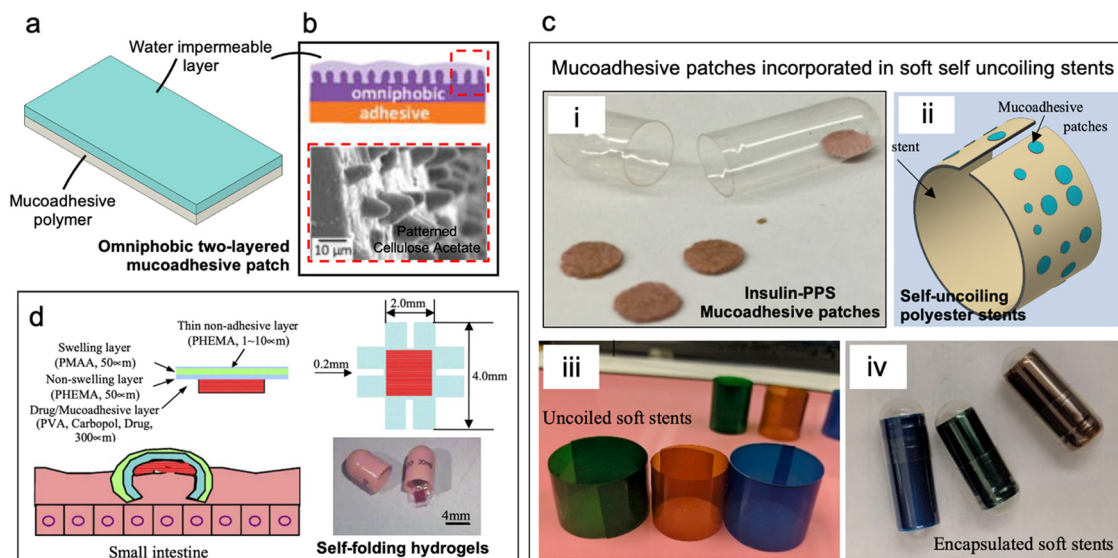 a
Water impermeable
layer
Mucoadhesive
polymer
Omniphobic two-layered
mucoadhesive patch
b
omniphobic
adhesive
10 μm
Patterned
Cellulose Acetate
c
Mucoadhesive patches incorporated in soft self uncoiling stents
i
Insulin-PPS
Mucoadhesive patches
ii
Mucoadhesive
patches
stent
Self-uncoiling
polyester stents
iii
Uncoiled soft stents
iv
Encapsulated soft stents
d
Thin non-adhesive layer
(PHEMA, 1~10∝m)
Swelling layer
(PMAA, 50∝m)
Non-swelling layer
(PHEMA, 50∝m)
Drug/Mucoadhesive layer
(PVA, Carbopol, Drug,
300∝m)
Small intestine
2.0mm
0.2mm
4.0mm
4mm
Self-folding hydrogels